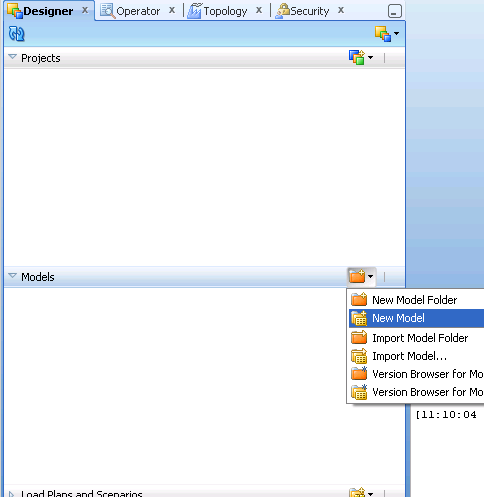 Designer x Operator x Topology x Security x
Projects
Models
New Model Folder
New Model
Import Model Folder
Import Model...
Version Browser for Mo
Version Browser for Mo
[11:10:04
Load Plans and Scenarios